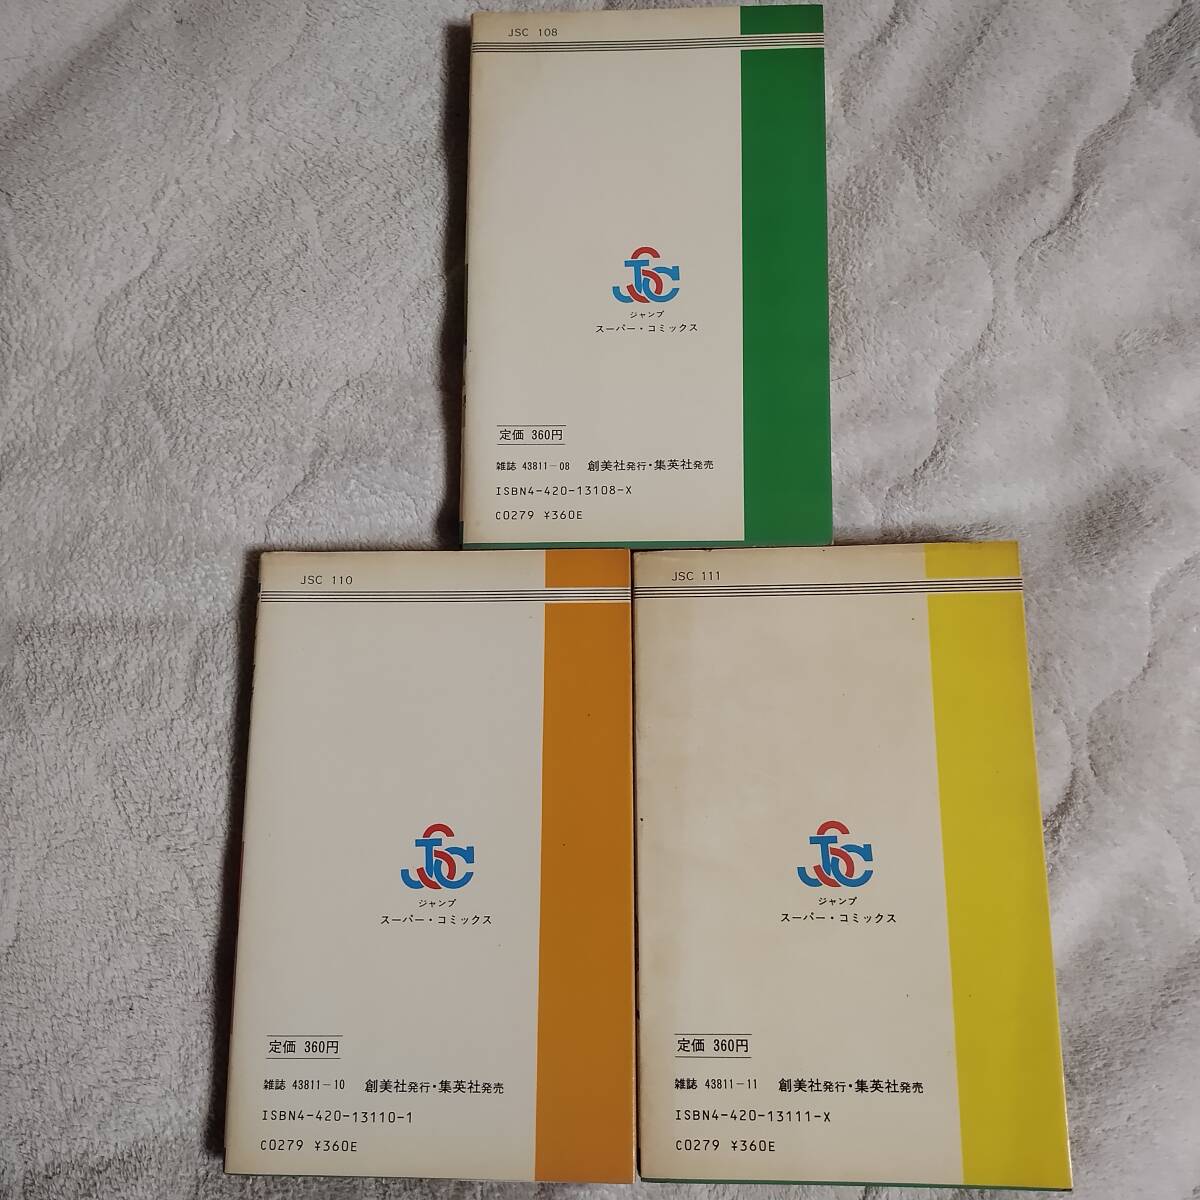 JSC 108
JSC
ジャンプ
スーパー・コミックス
定価 360円
雑誌 43811-08 創美社発行・集英社発売
ISBN4-420-13108-X
C0279 ¥360E
JSC 110
JSC
ジャンプ
スーパー・コミックス
定価 360円
雑誌 43811-10 創美社発行・集英社発売
ISBN4-420-13110-1
C0279 ¥360E
JSC 111
JSC
ジャンプ
スーパー・コミックス
定価 360円
雑誌 43811-11 創美社発行・集英社発売
ISBN4-420-13111-X
C0279 ¥360E